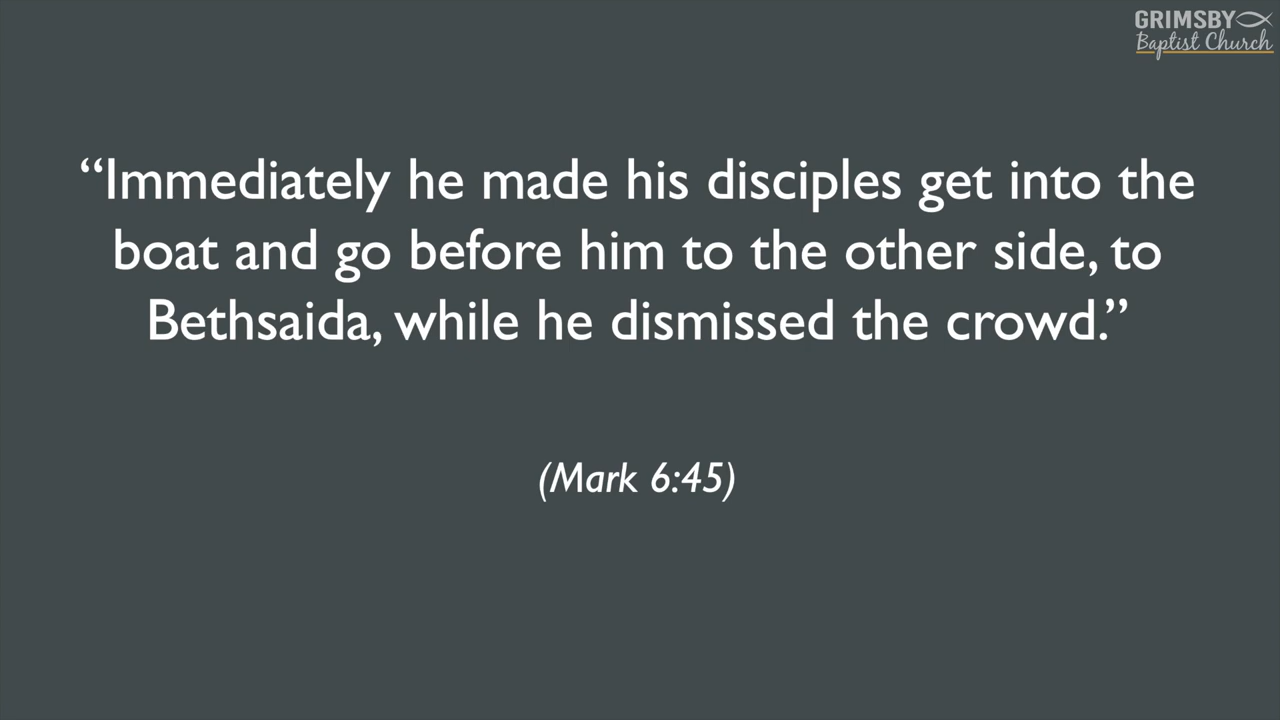 GRIMSBY
Baptist Church
“Immediately he made his disciples get into the
boat and go before him to the other side, to
Bethsaida, while he dismissed the crowd.”
(Mark 6:45)